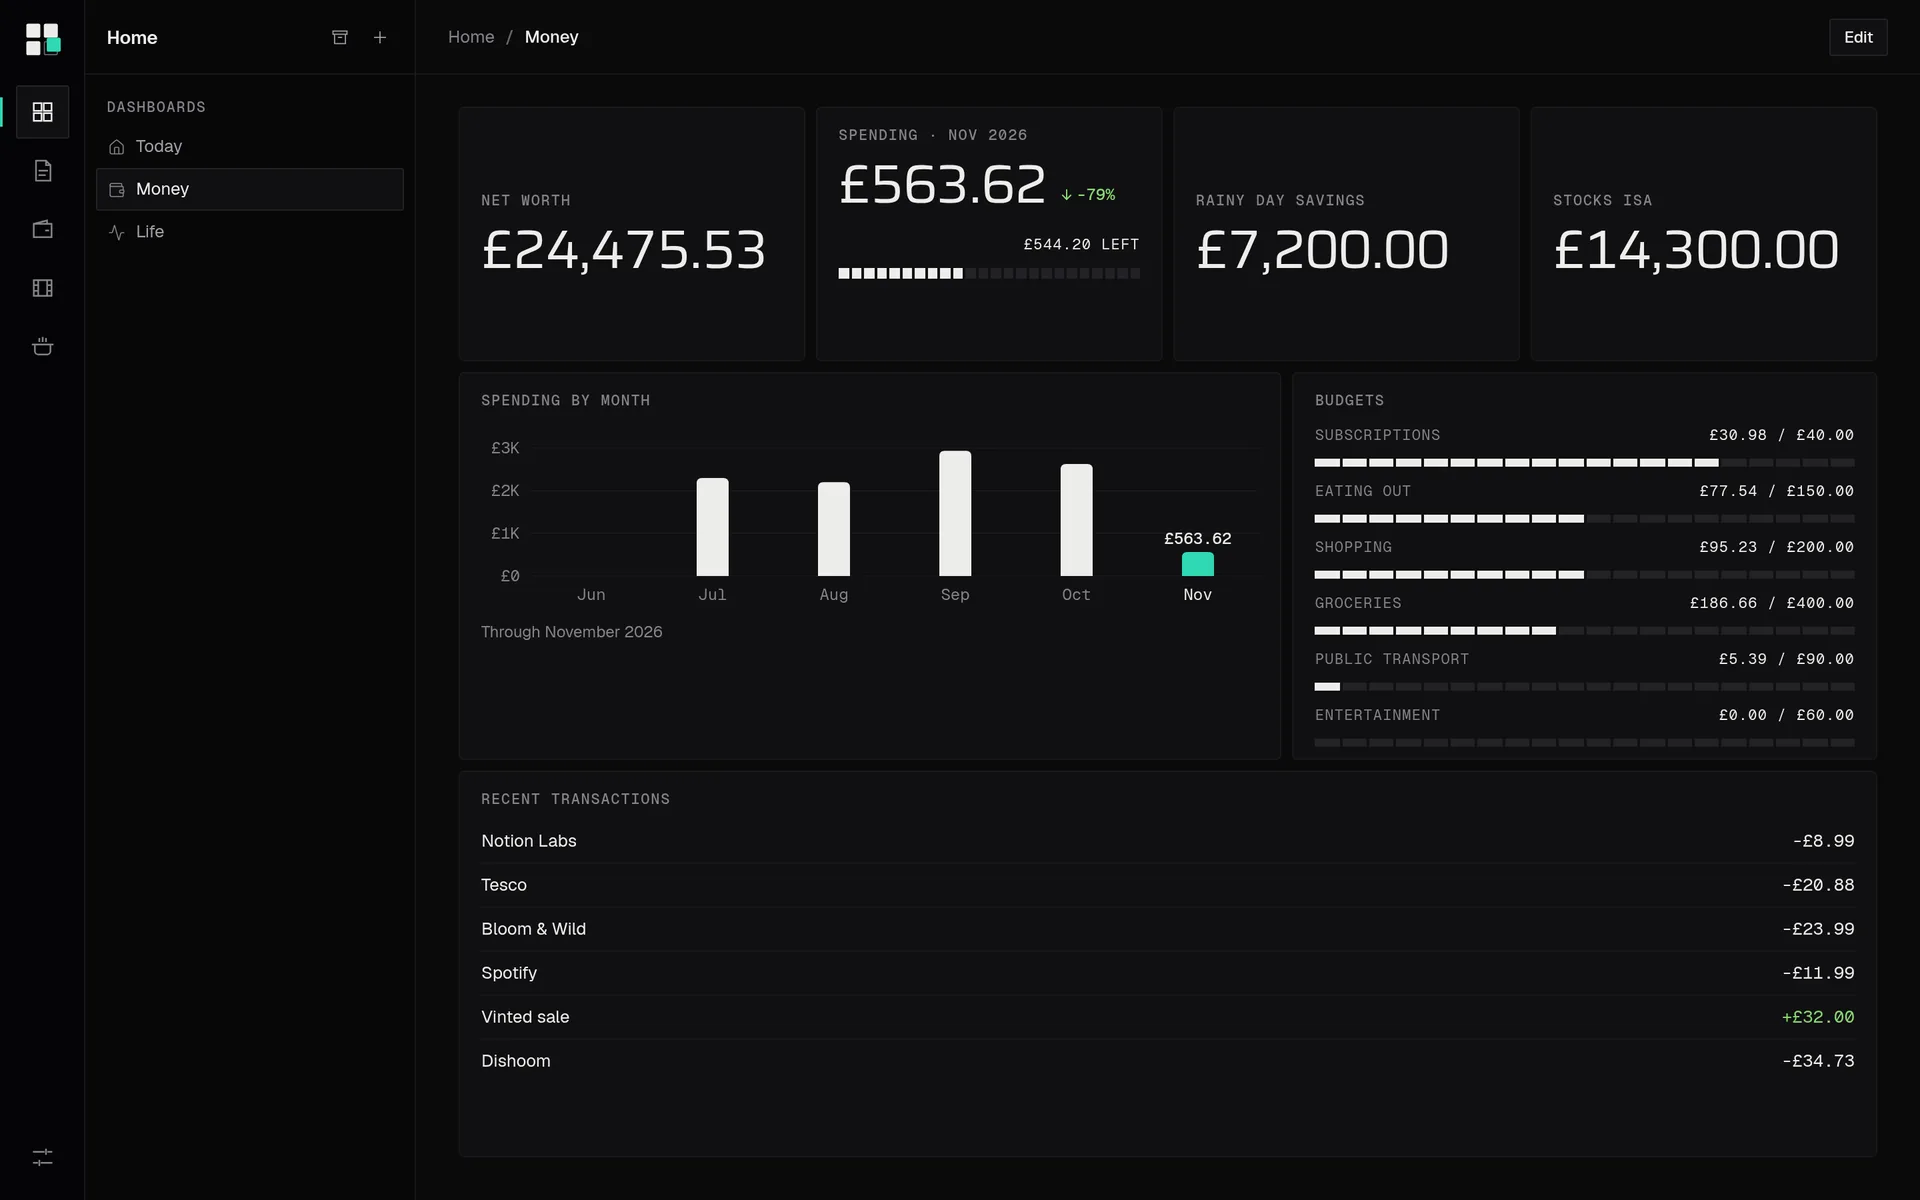 Home
Home / Money
Edit
DASHBOARDS
Today
Money
Life
NET WORTH
£24,475.53
SPENDING · NOV 2026
£563.62 ↓ -79%
£544.20 LEFT
RAINY DAY SAVINGS
£7,200.00
STOCKS ISA
£14,300.00
SPENDING BY MONTH
£3K
£2K
£1K
£0
£563.62
Jun Jul Aug Sep Oct Nov
Through November 2026
BUDGETS
SUBSCRIPTIONS £30.98 / £40.00
EATING OUT £77.54 / £150.00
SHOPPING £95.23 / £200.00
GROCERIES £186.66 / £400.00
PUBLIC TRANSPORT £5.39 / £90.00
ENTERTAINMENT £0.00 / £60.00
RECENT TRANSACTIONS
Notion Labs -£8.99
Tesco -£20.88
Bloom & Wild -£23.99
Spotify -£11.99
Vinted sale +£32.00
Dishoom -£34.73